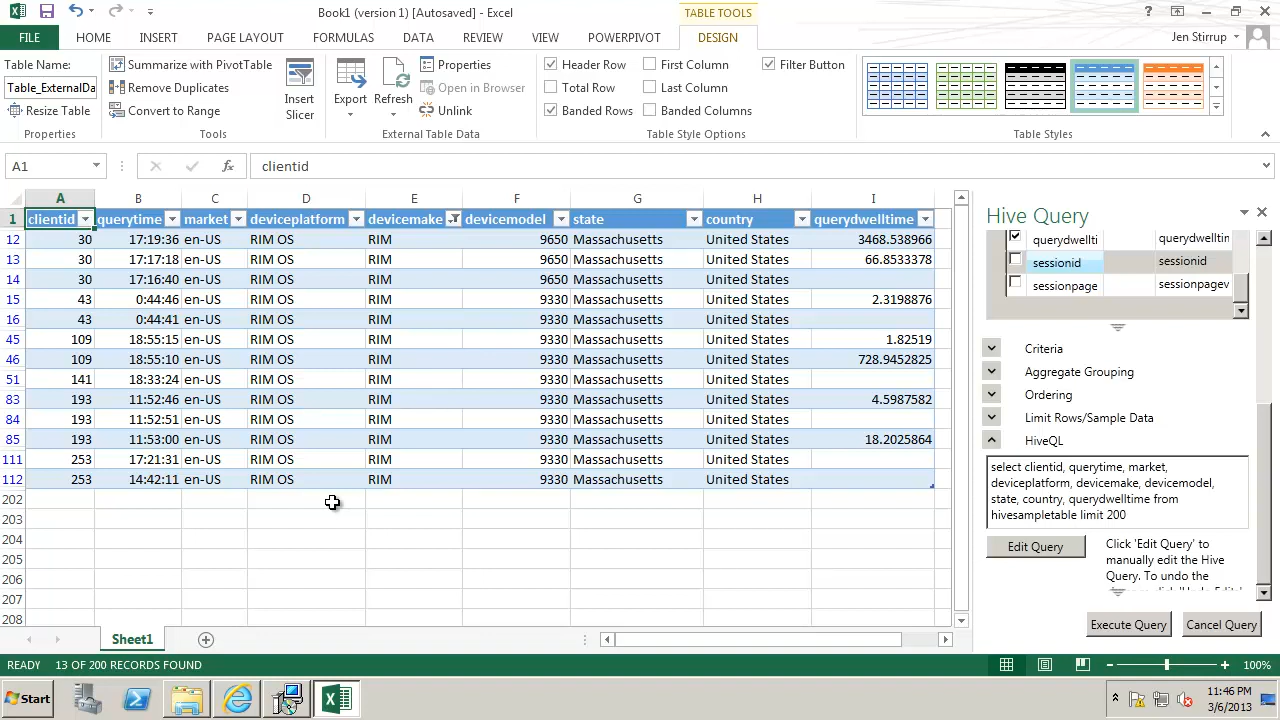 Book1 (version 1) [Autosaved] - Excel
TABLE TOOLS
?
FILE HOME INSERT PAGE LAYOUT FORMULAS DATA REVIEW VIEW POWERPIVOT DESIGN Jen Stirrup
Table Name:
Table_ExternalDa
Resize Table
Properties
Summarize with PivotTable
Remove Duplicates
Convert to Range
Insert
Slicer
Tools
Export
Refresh
Properties
Open in Browser
Unlink
External Table Data
Header Row
Total Row
Banded Rows
First Column
Last Column
Banded Columns
Filter Button
Table Style Options
Table Styles
A1 fx clientid
A B C D E F G H I
1 clientid querytime market deviceplatform devicemake devicemodel state country querydwelltime
12 30 17:19:36 en-US RIM OS RIM 9650 Massachusetts United States 3468.538966
13 30 17:17:18 en-US RIM OS RIM 9650 Massachusetts United States 66.8533378
14 30 17:16:40 en-US RIM OS RIM 9650 Massachusetts United States
15 43 0:44:46 en-US RIM OS RIM 9330 Massachusetts United States 2.3198876
16 43 0:44:41 en-US RIM OS RIM 9330 Massachusetts United States
45 109 18:55:15 en-US RIM OS RIM 9330 Massachusetts United States 1.82519
46 109 18:55:10 en-US RIM OS RIM 9330 Massachusetts United States 728.9452825
51 141 18:33:24 en-US RIM OS RIM 9330 Massachusetts United States
83 193 11:52:46 en-US RIM OS RIM 9330 Massachusetts United States 4.5987582
84 193 11:52:51 en-US RIM OS RIM 9330 Massachusetts United States
85 193 11:53:00 en-US RIM OS RIM 9330 Massachusetts United States 18.2025864
111 253 17:21:31 en-US RIM OS RIM 9330 Massachusetts United States
112 253 14:42:11 en-US RIM OS RIM 9330 Massachusetts United States
202
203
204
205
206
207
208
Hive Query
querydwellti querydwelltin
sessionid sessionid
sessionpage sessionpagev
Criteria
Aggregate Grouping
Ordering
Limit Rows/Sample Data
HiveQL
select clientid, querytime, market,
deviceplatform, devicemake, devicemodel,
state, country, querydwelltime from
hivesampletable limit 200
Edit Query
Click 'Edit Query' to
manually edit the Hive
Query. To undo the
Execute Query Cancel Query
Sheet1
READY 13 OF 200 RECORDS FOUND 100%
Start
11:46 PM
3/6/2013